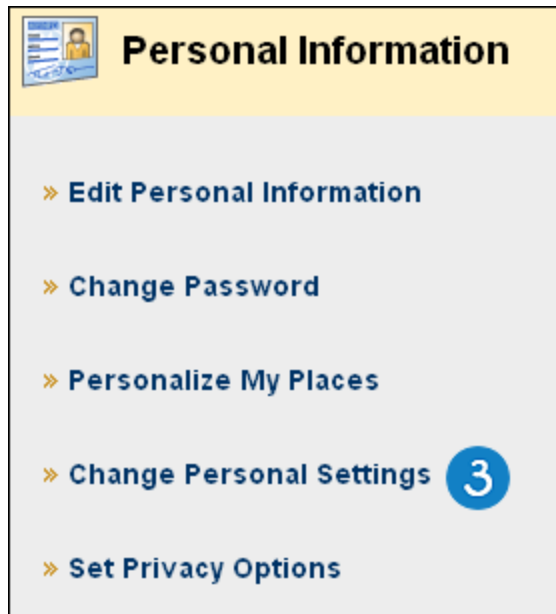 Personal Information
» Edit Personal Information
» Change Password
» Personalize My Places
» Change Personal Settings 3
» Set Privacy Options